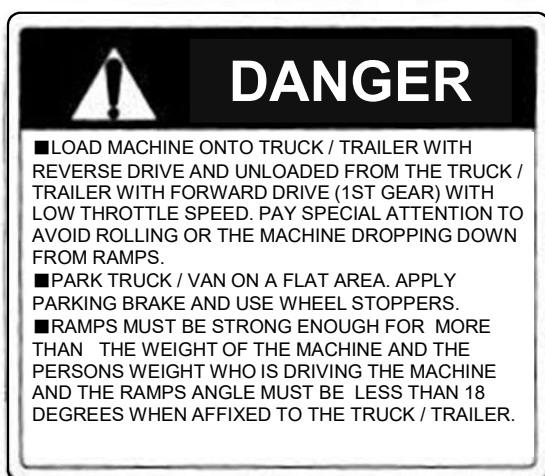 DANGER
■LOAD MACHINE ONTO TRUCK / TRAILER WITH
REVERSE DRIVE AND UNLOADED FROM THE TRUCK /
TRAILER WITH FORWARD DRIVE (1ST GEAR) WITH
LOW THROTTLE SPEED. PAY SPECIAL ATTENTION TO
AVOID ROLLING OR THE MACHINE DROPPING DOWN
FROM RAMPS.
■PARK TRUCK / VAN ON A FLAT AREA. APPLY
PARKING BRAKE AND USE WHEEL STOPPERS.
■RAMPS MUST BE STRONG ENOUGH FOR MORE
THAN THE WEIGHT OF THE MACHINE AND THE
PERSONS WEIGHT WHO IS DRIVING THE MACHINE
AND THE RAMPS ANGLE MUST BE LESS THAN 18
DEGREES WHEN AFFIXED TO THE TRUCK / TRAILER.